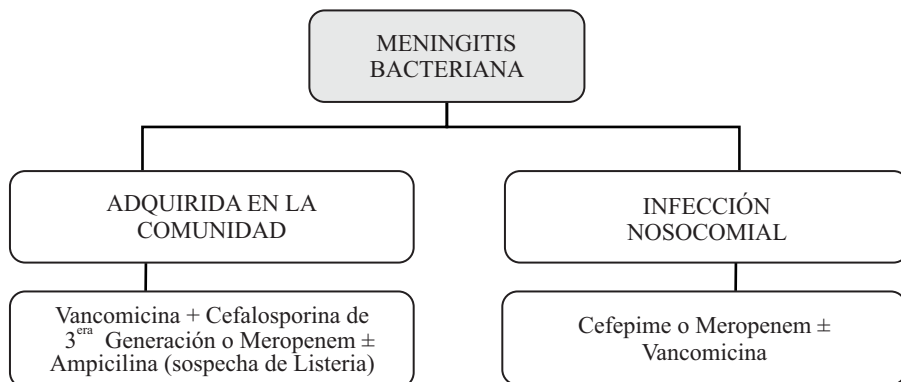 MENINGITIS
BACTERIANA
ADQUIRIDA EN LA
COMUNIDAD
INFECCIÓN
NOSOCOMIAL
Vancomicina + Cefalosporina de
3era Generación o Meropenem ±
Ampicilina (sospecha de Listeria)
Cefepime o Meropenem ±
Vancomicina